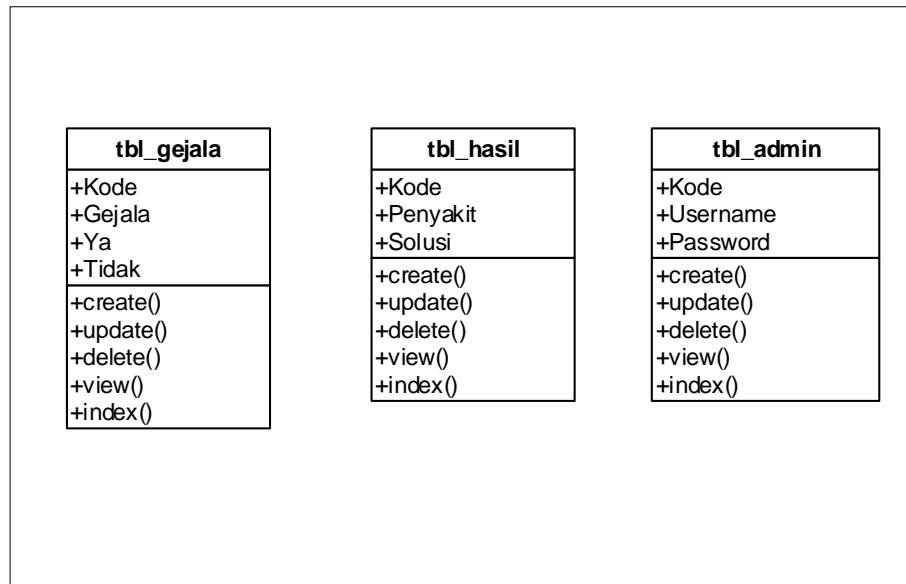 tbl_gejala
+Kode
+Gejala
+Ya
+Tidak
+create()
+update()
+delete()
+view()
+index()
tbl_hasil
+Kode
+Penyakit
+Solusi
+create()
+update()
+delete()
+view()
+index()
tbl_admin
+Kode
+Username
+Password
+create()
+update()
+delete()
+view()
+index()